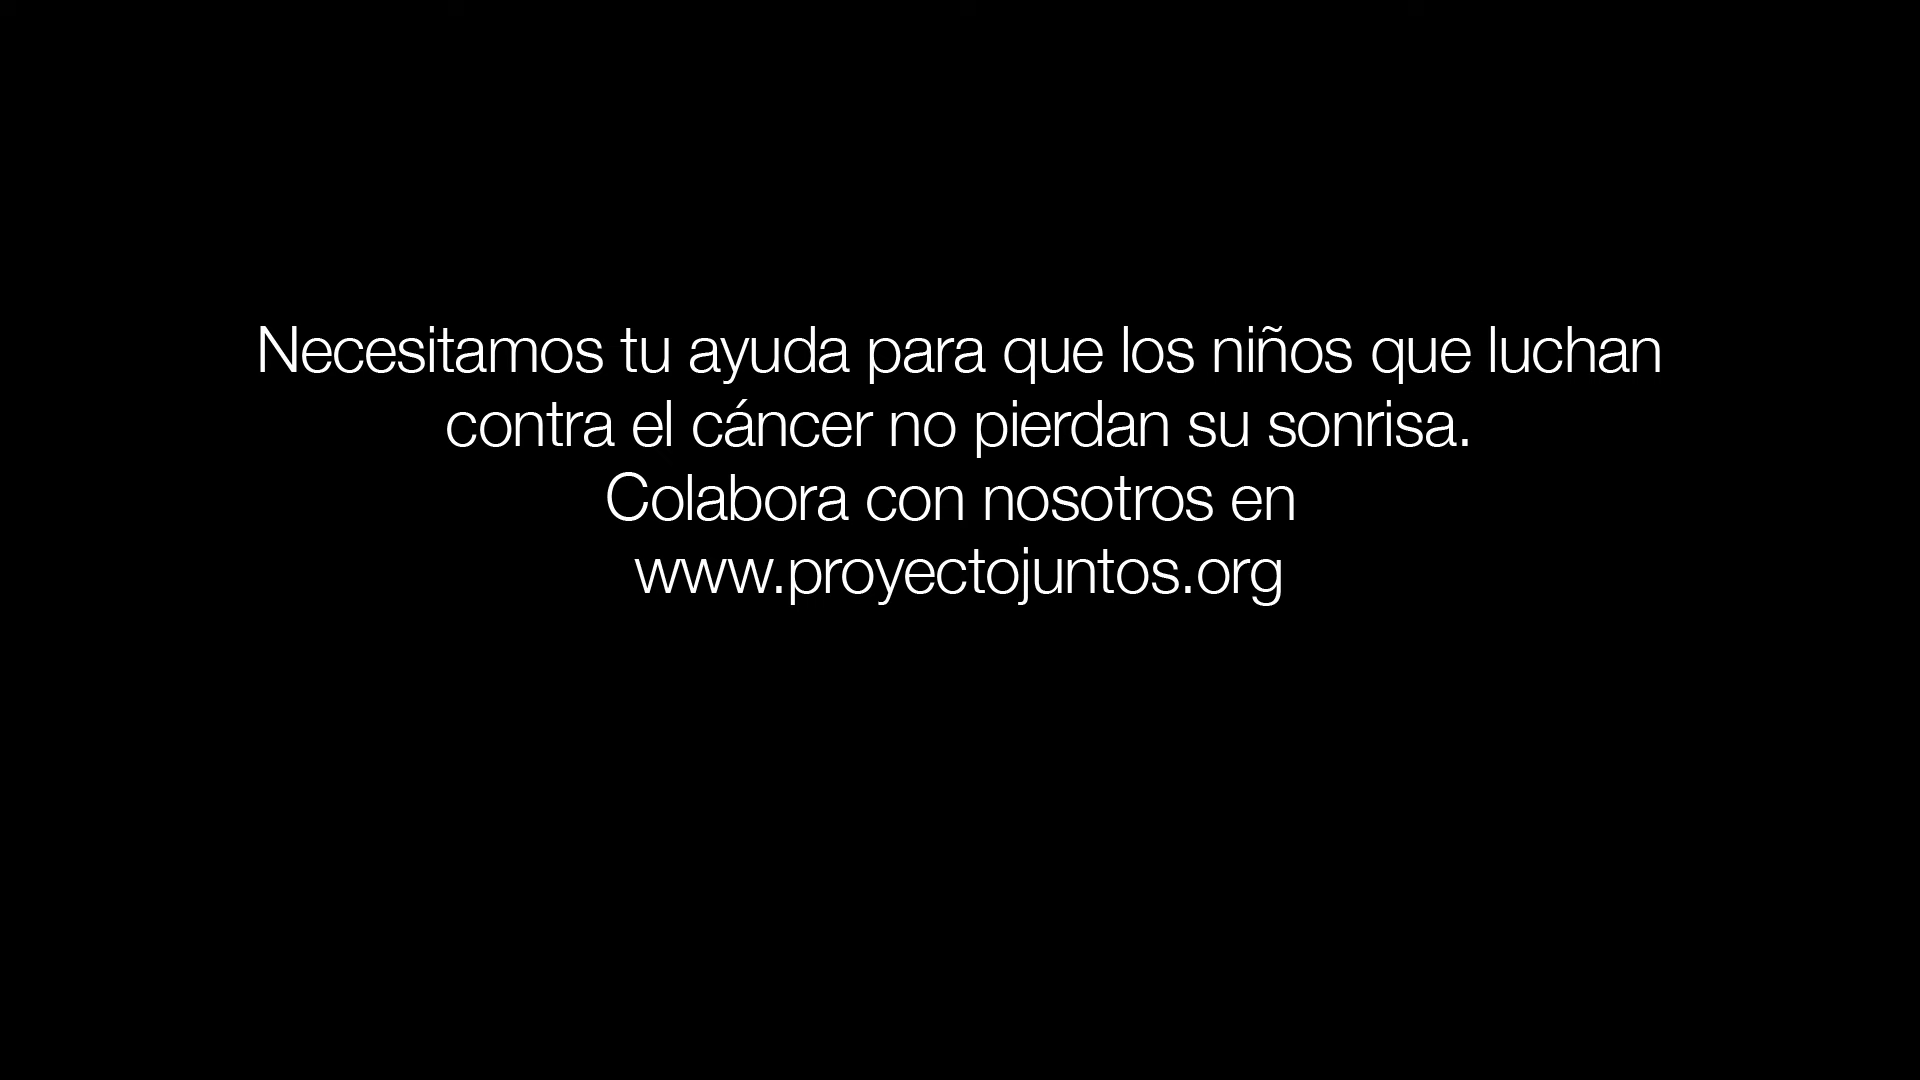 Necesitamos tu ayuda para que los niños que luchan
contra el cáncer no pierdan su sonrisa.
Colabora con nosotros en
www.proyectojuntos.org